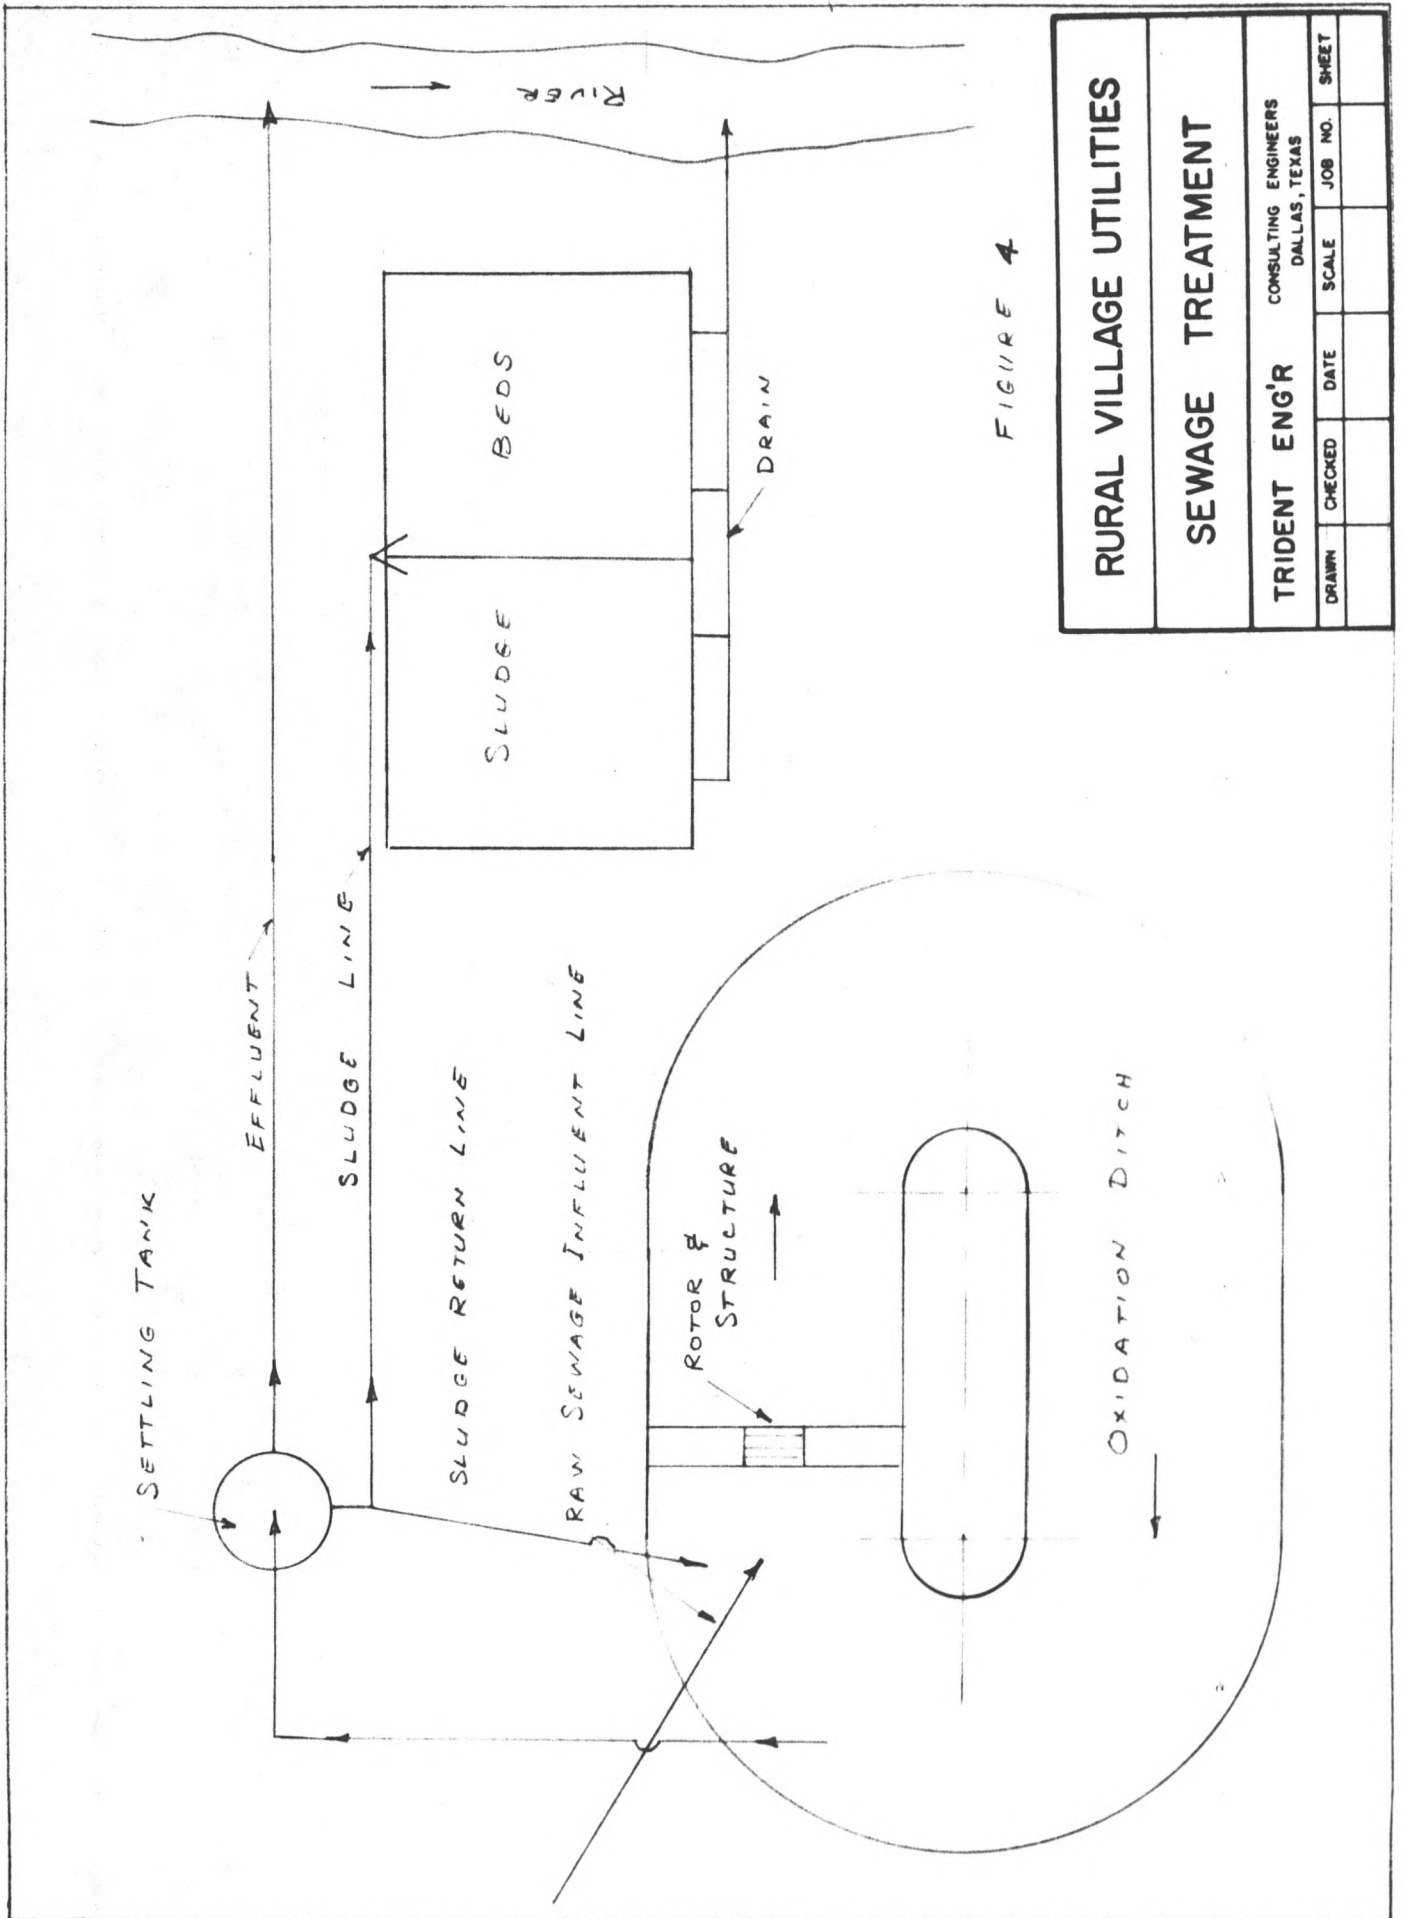 SETTLING TANK
EFFLUENT
RIVER
SLUDGE LINE
SLUDGE RETURN LINE
SLUDGE BEDS
RAW SEWAGE INFLUENT LINE
ROTOR &
STRUCTURE
DRAIN
OXIDATION DITCH
FIGURE 4
RURAL VILLAGE UTILITIES
SEWAGE TREATMENT
TRIDENT ENG'R CONSULTING ENGINEERS
DALLAS, TEXAS
DRAWN CHECKED DATE SCALE JOB NO. SHEET